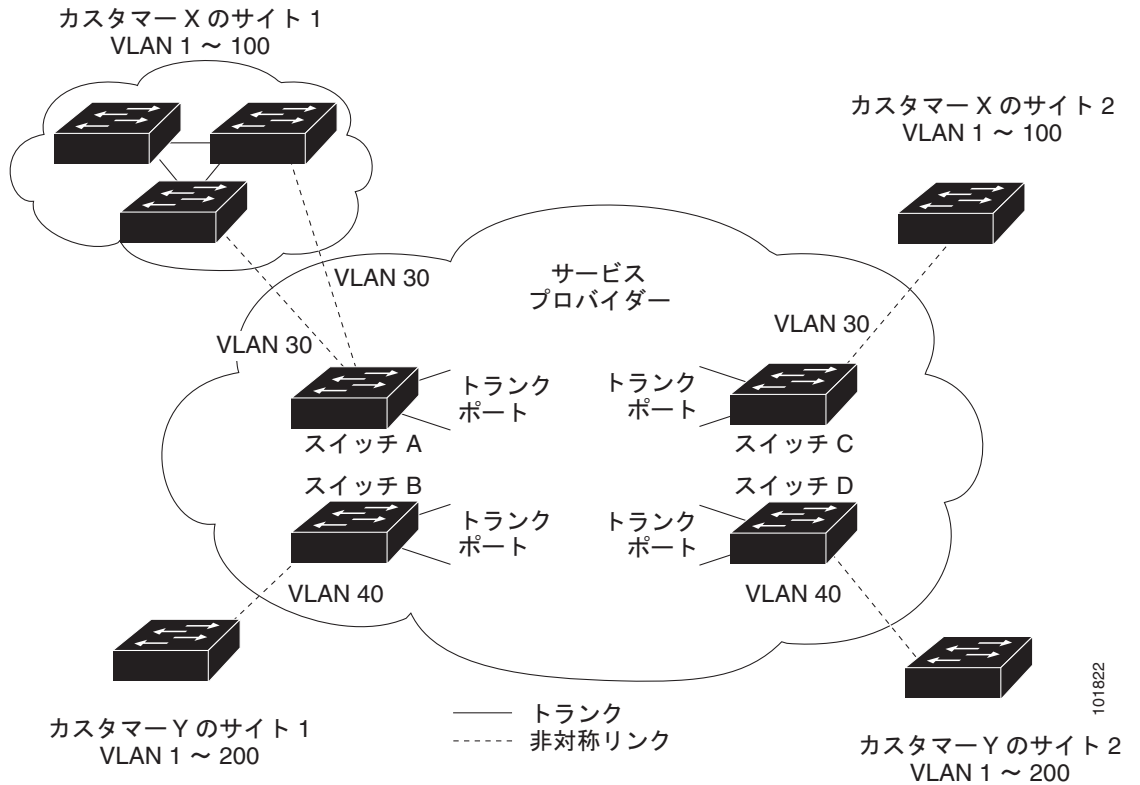 カスタマー X のサイト 1
VLAN 1 ～ 100
カスタマー X のサイト 2
VLAN 1 ～ 100
VLAN 30
サービス
プロバイダー
VLAN 30
VLAN 30
トランク
ポート
トランク
ポート
スイッチ A
スイッチ C
スイッチ B
スイッチ D
トランク
ポート
トランク
ポート
VLAN 40
VLAN 40
カスタマー Y のサイト 1
VLAN 1 ～ 200
トランク
非対称リンク
カスタマー Y のサイト 2
VLAN 1 ～ 200
101822